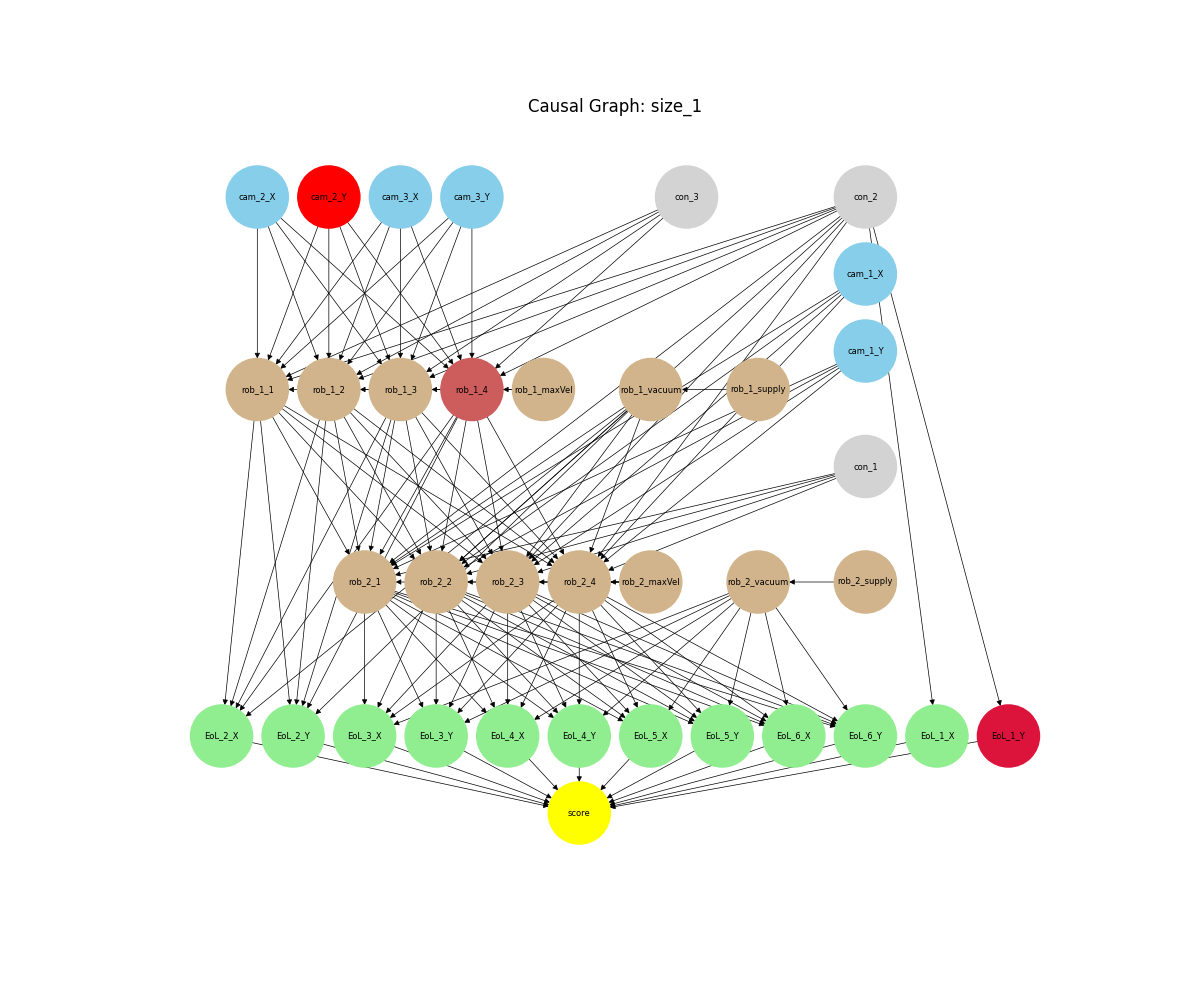 Causal Graph: size_1
cam_2_X cam_2_Y cam_3_X cam_3_Y con_3 con_2
cam_1_X
cam_1_Y
rob_1_1 rob_1_2 rob_1_3 rob_1_4 rob_1_maxVel rob_1_vacuum rob_1_supply
con_1
rob_2_1 rob_2_2 rob_2_3 rob_2_4 rob_2_maxVel rob_2_vacuum rob_2_supply
EoL_2_X EoL_2_Y EoL_3_X EoL_3_Y EoL_4_X EoL_4_Y EoL_5_X EoL_5_Y EoL_6_X EoL_6_Y EoL_1_X EoL_1_Y
score